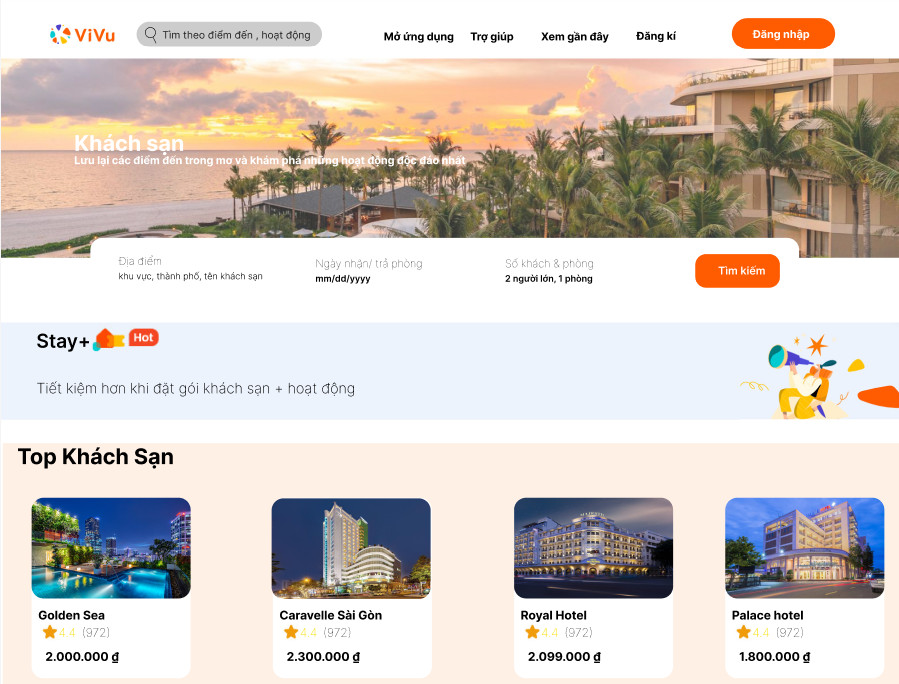 ViVu
Tìm theo điểm đến , hoạt động
Mở ứng dụng
Trợ giúp
Xem gần đây
Đăng kí
Đăng nhập
Khách sạn
Lưu lại các điểm đến trong mơ và khám phá những hoạt động độc đáo nhất
Địa điểm
khu vực, thành phố, tên khách sạn
Ngày nhận/ trả phòng
mm/dd/yyyy
Số khách & phòng
2 người lớn, 1 phòng
Tìm kiếm
Stay+
Hot
Tiết kiệm hơn khi đặt gói khách sạn + hoạt động
Top Khách Sạn
Golden Sea
4.4 (972)
2.000.000 ₫
Caravelle Sài Gòn
4.4 (972)
2.300.000 ₫
Royal Hotel
4.4 (972)
2.099.000 ₫
Palace hotel
4.4 (972)
1.800.000 ₫